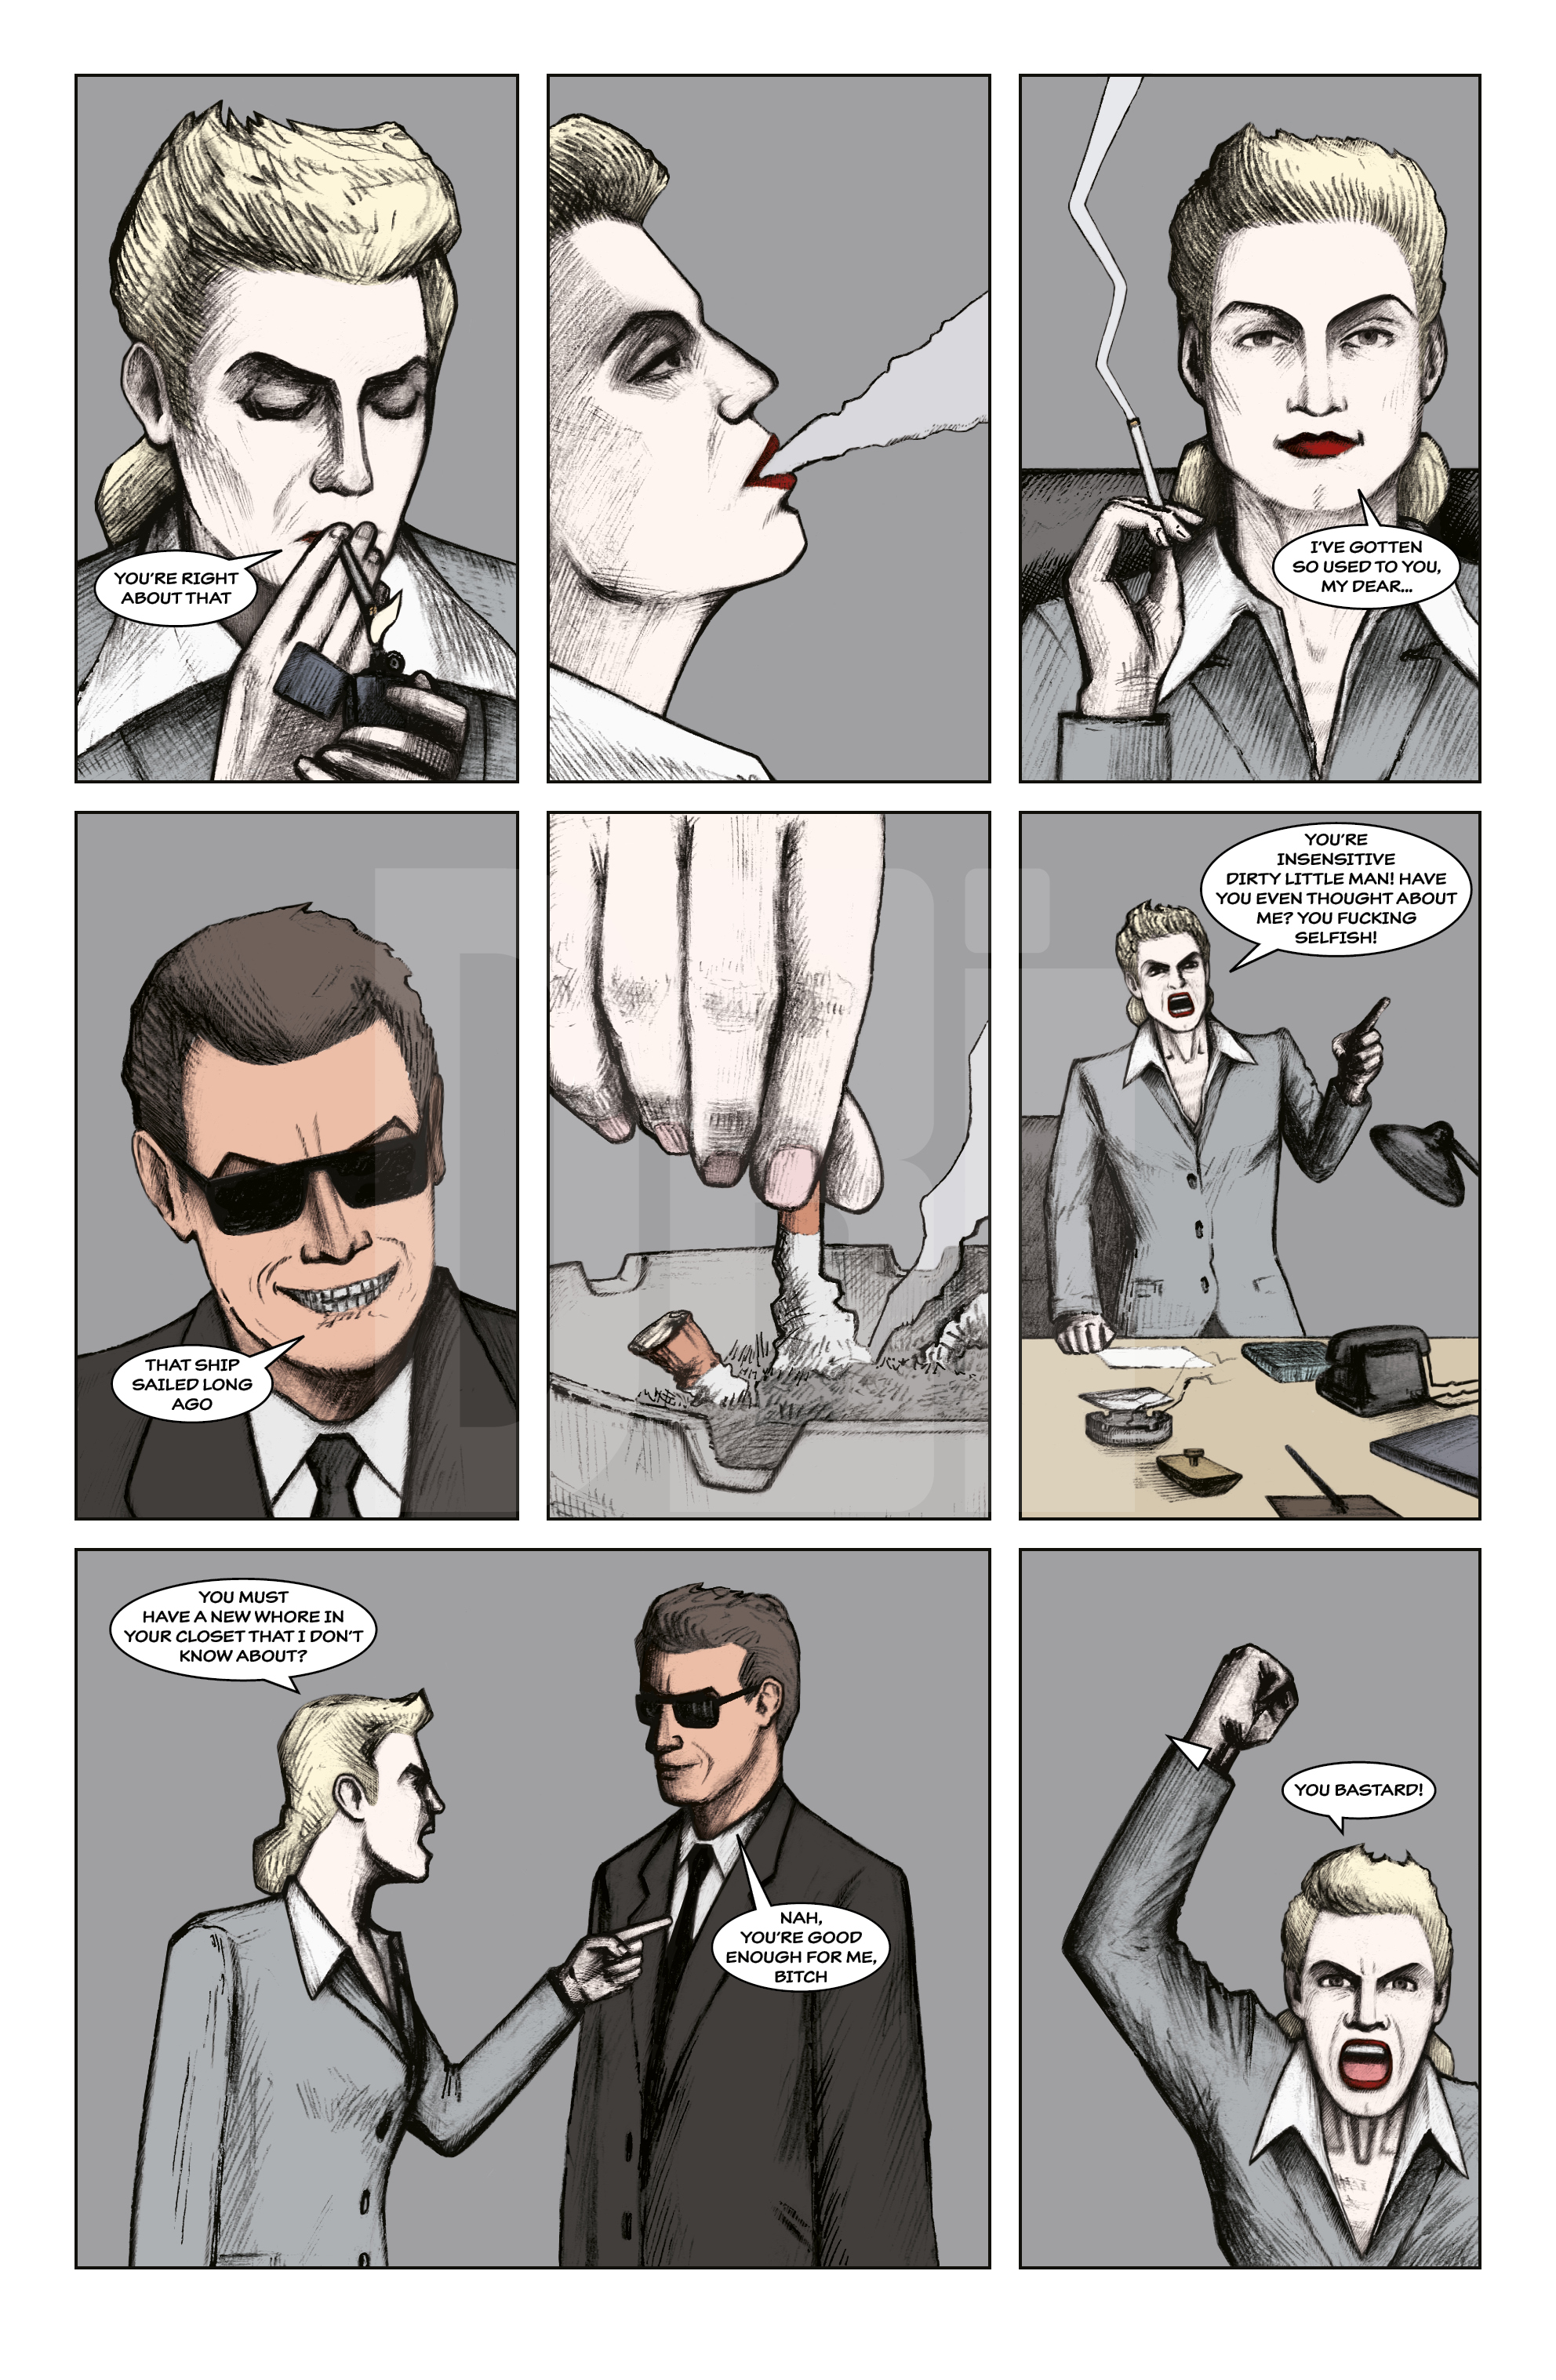 YOU'RE RIGHT
ABOUT THAT
I'VE GOTTEN
SO USED TO YOU,
MY DEAR...
THAT SHIP
SAILED LONG
AGO
YOU'RE
INSENSITIVE
DIRTY LITTLE MAN! HAVE
YOU EVEN THOUGHT ABOUT
ME? YOU FUCKING
SELFISH!
YOU MUST
HAVE A NEW WHORE IN
YOUR CLOSET THAT I DON'T
KNOW ABOUT?
NAH,
YOU'RE GOOD
ENOUGH FOR ME,
BITCH
YOU BASTARD!